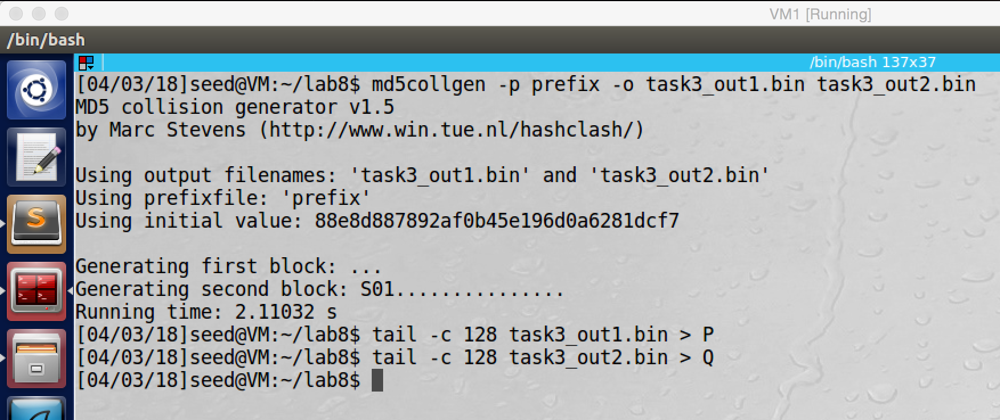 VM1 [Running]
/bin/bash
/bin/bash 137x37
[04/03/18]seed@VM:~/lab8$ md5collgen -p prefix -o task3_out1.bin task3_out2.bin
MD5 collision generator v1.5
by Marc Stevens (http://www.win.tue.nl/hashclash/)
Using output filenames: 'task3_out1.bin' and 'task3_out2.bin'
Using prefixfile: 'prefix'
Using initial value: 88e8d887892af0b45e196d0a6281dcf7
Generating first block: ...
Generating second block: S01...............
Running time: 2.11032 s
[04/03/18]seed@VM:~/lab8$ tail -c 128 task3_out1.bin > P
[04/03/18]seed@VM:~/lab8$ tail -c 128 task3_out2.bin > Q
[04/03/18]seed@VM:~/lab8$